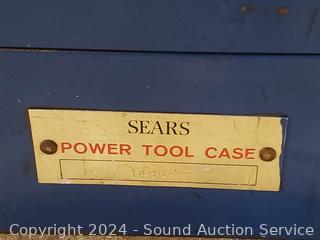 SEARS
POWER TOOL CASE
Copyright 2024 - Sound Auction Service